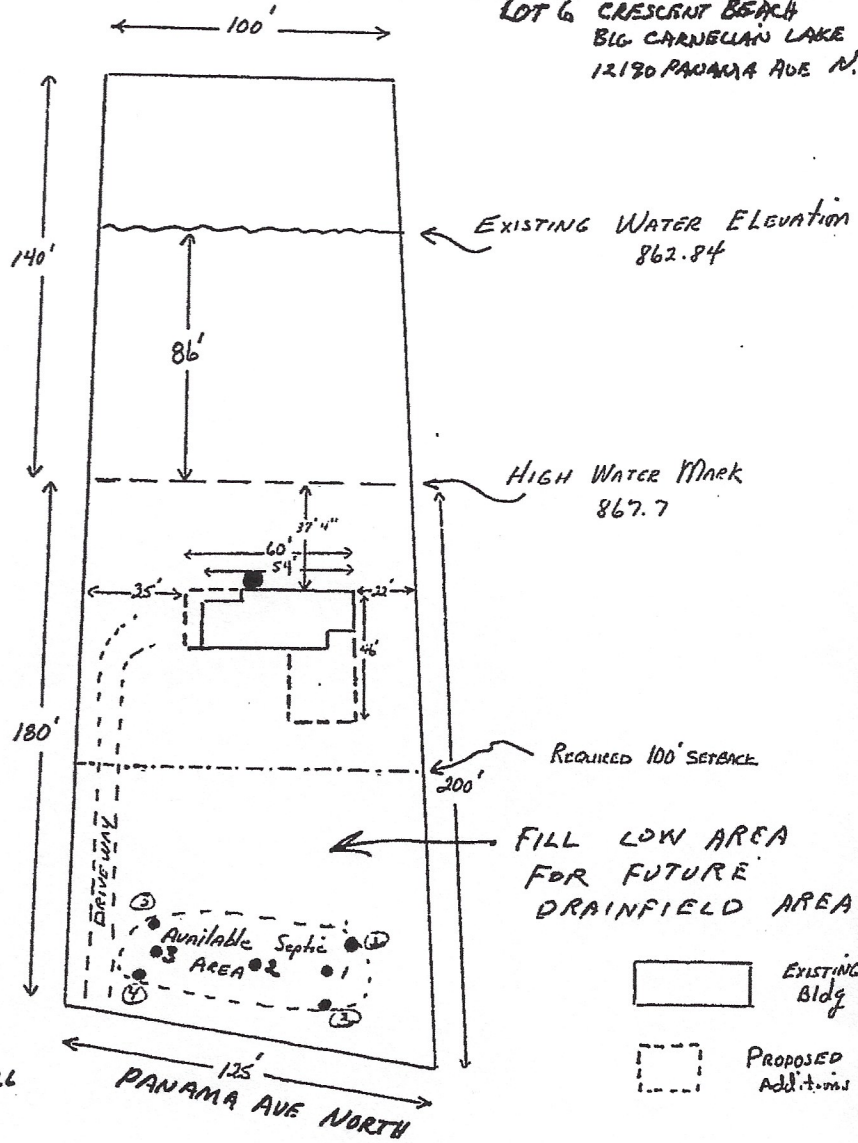 100'
LOT 6 CRESCENT BEACH
BIG CARNELIAN LAKE
12190 PANAMA AVE N.
EXISTING WATER ELEVATION
862.84
140'
86'
HIGH WATER MARK
867.7
37'4"
60'
54'
35'
22'
46'
180'
REQUIRED 100' SETBACK
200'
FILL LOW AREA
FOR FUTURE
DRAINFIELD AREA
DRIVEWAY
Available Septic
AREA
3
2
1
4
EXISTING
Bldg
PROPOSED
Additions
125'
PANAMA AVE NORTH